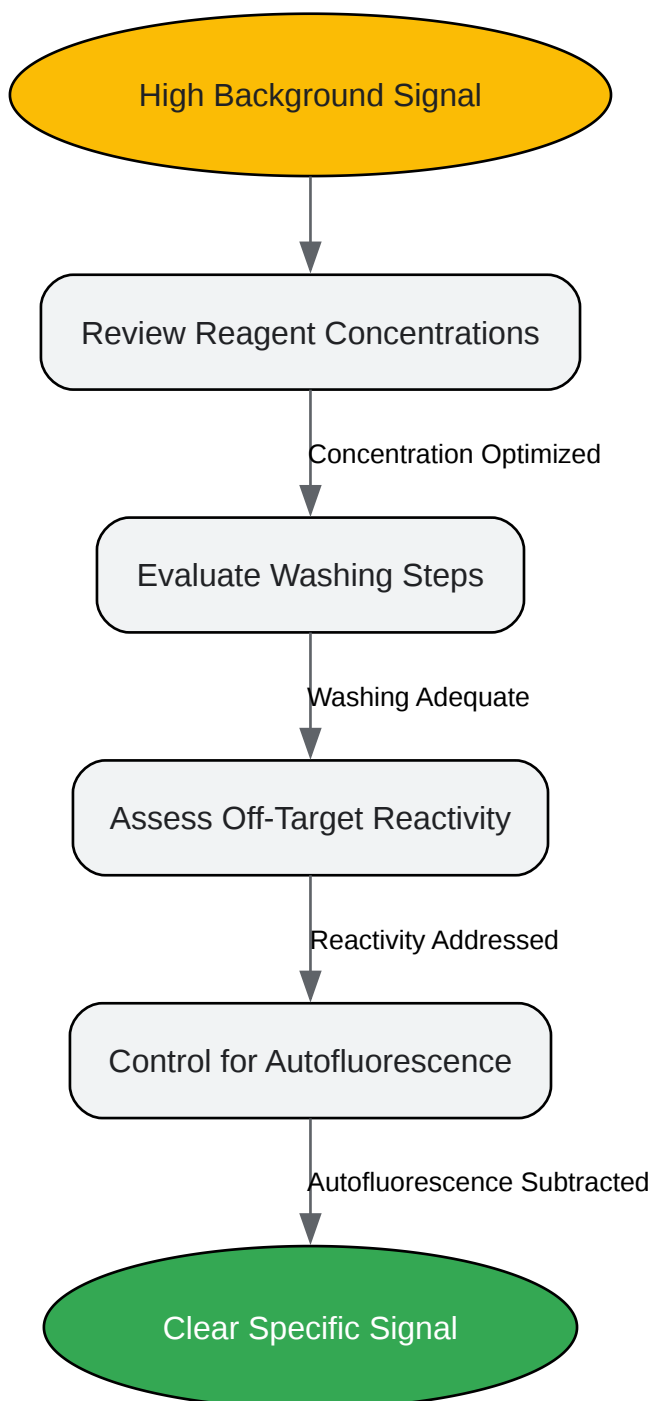 High Background Signal
Review Reagent Concentrations
Concentration Optimized
Evaluate Washing Steps
Washing Adequate
Assess Off-Target Reactivity
Reactivity Addressed
Control for Autofluorescence
Autofluorescence Subtracted
Clear Specific Signal